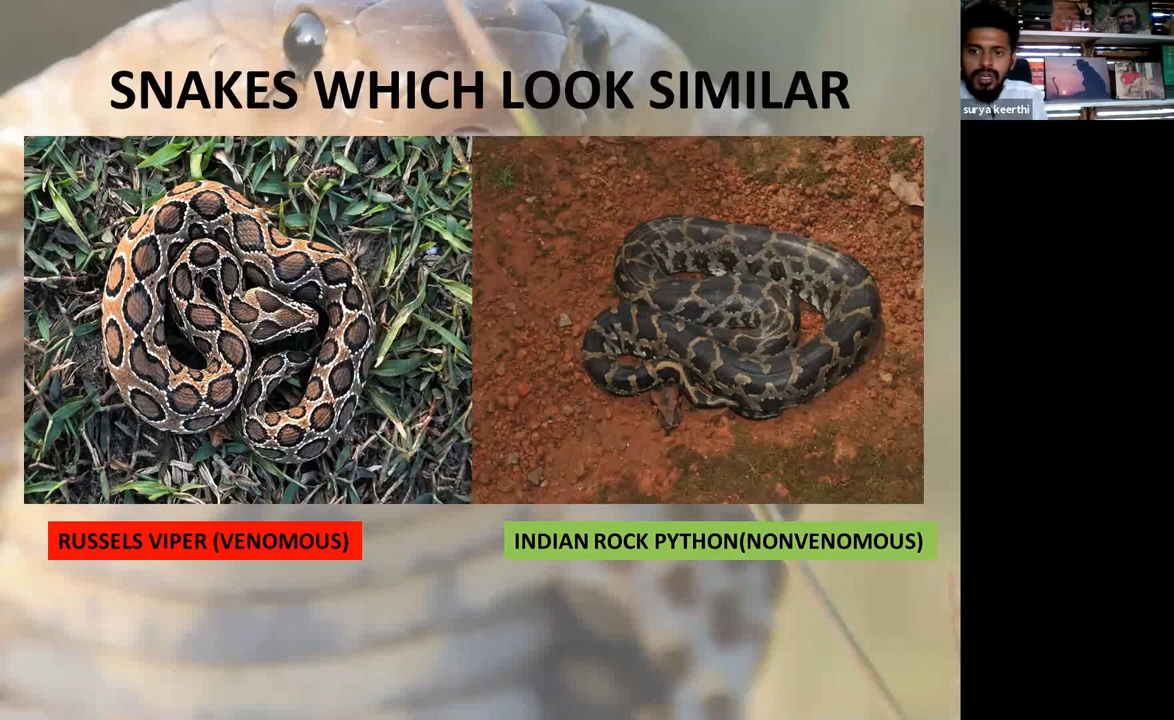 SNAKES WHICH LOOK SIMILAR
RUSSELS VIPER (VENOMOUS)
INDIAN ROCK PYTHON(NONVENOMOUS)
surya keerthi